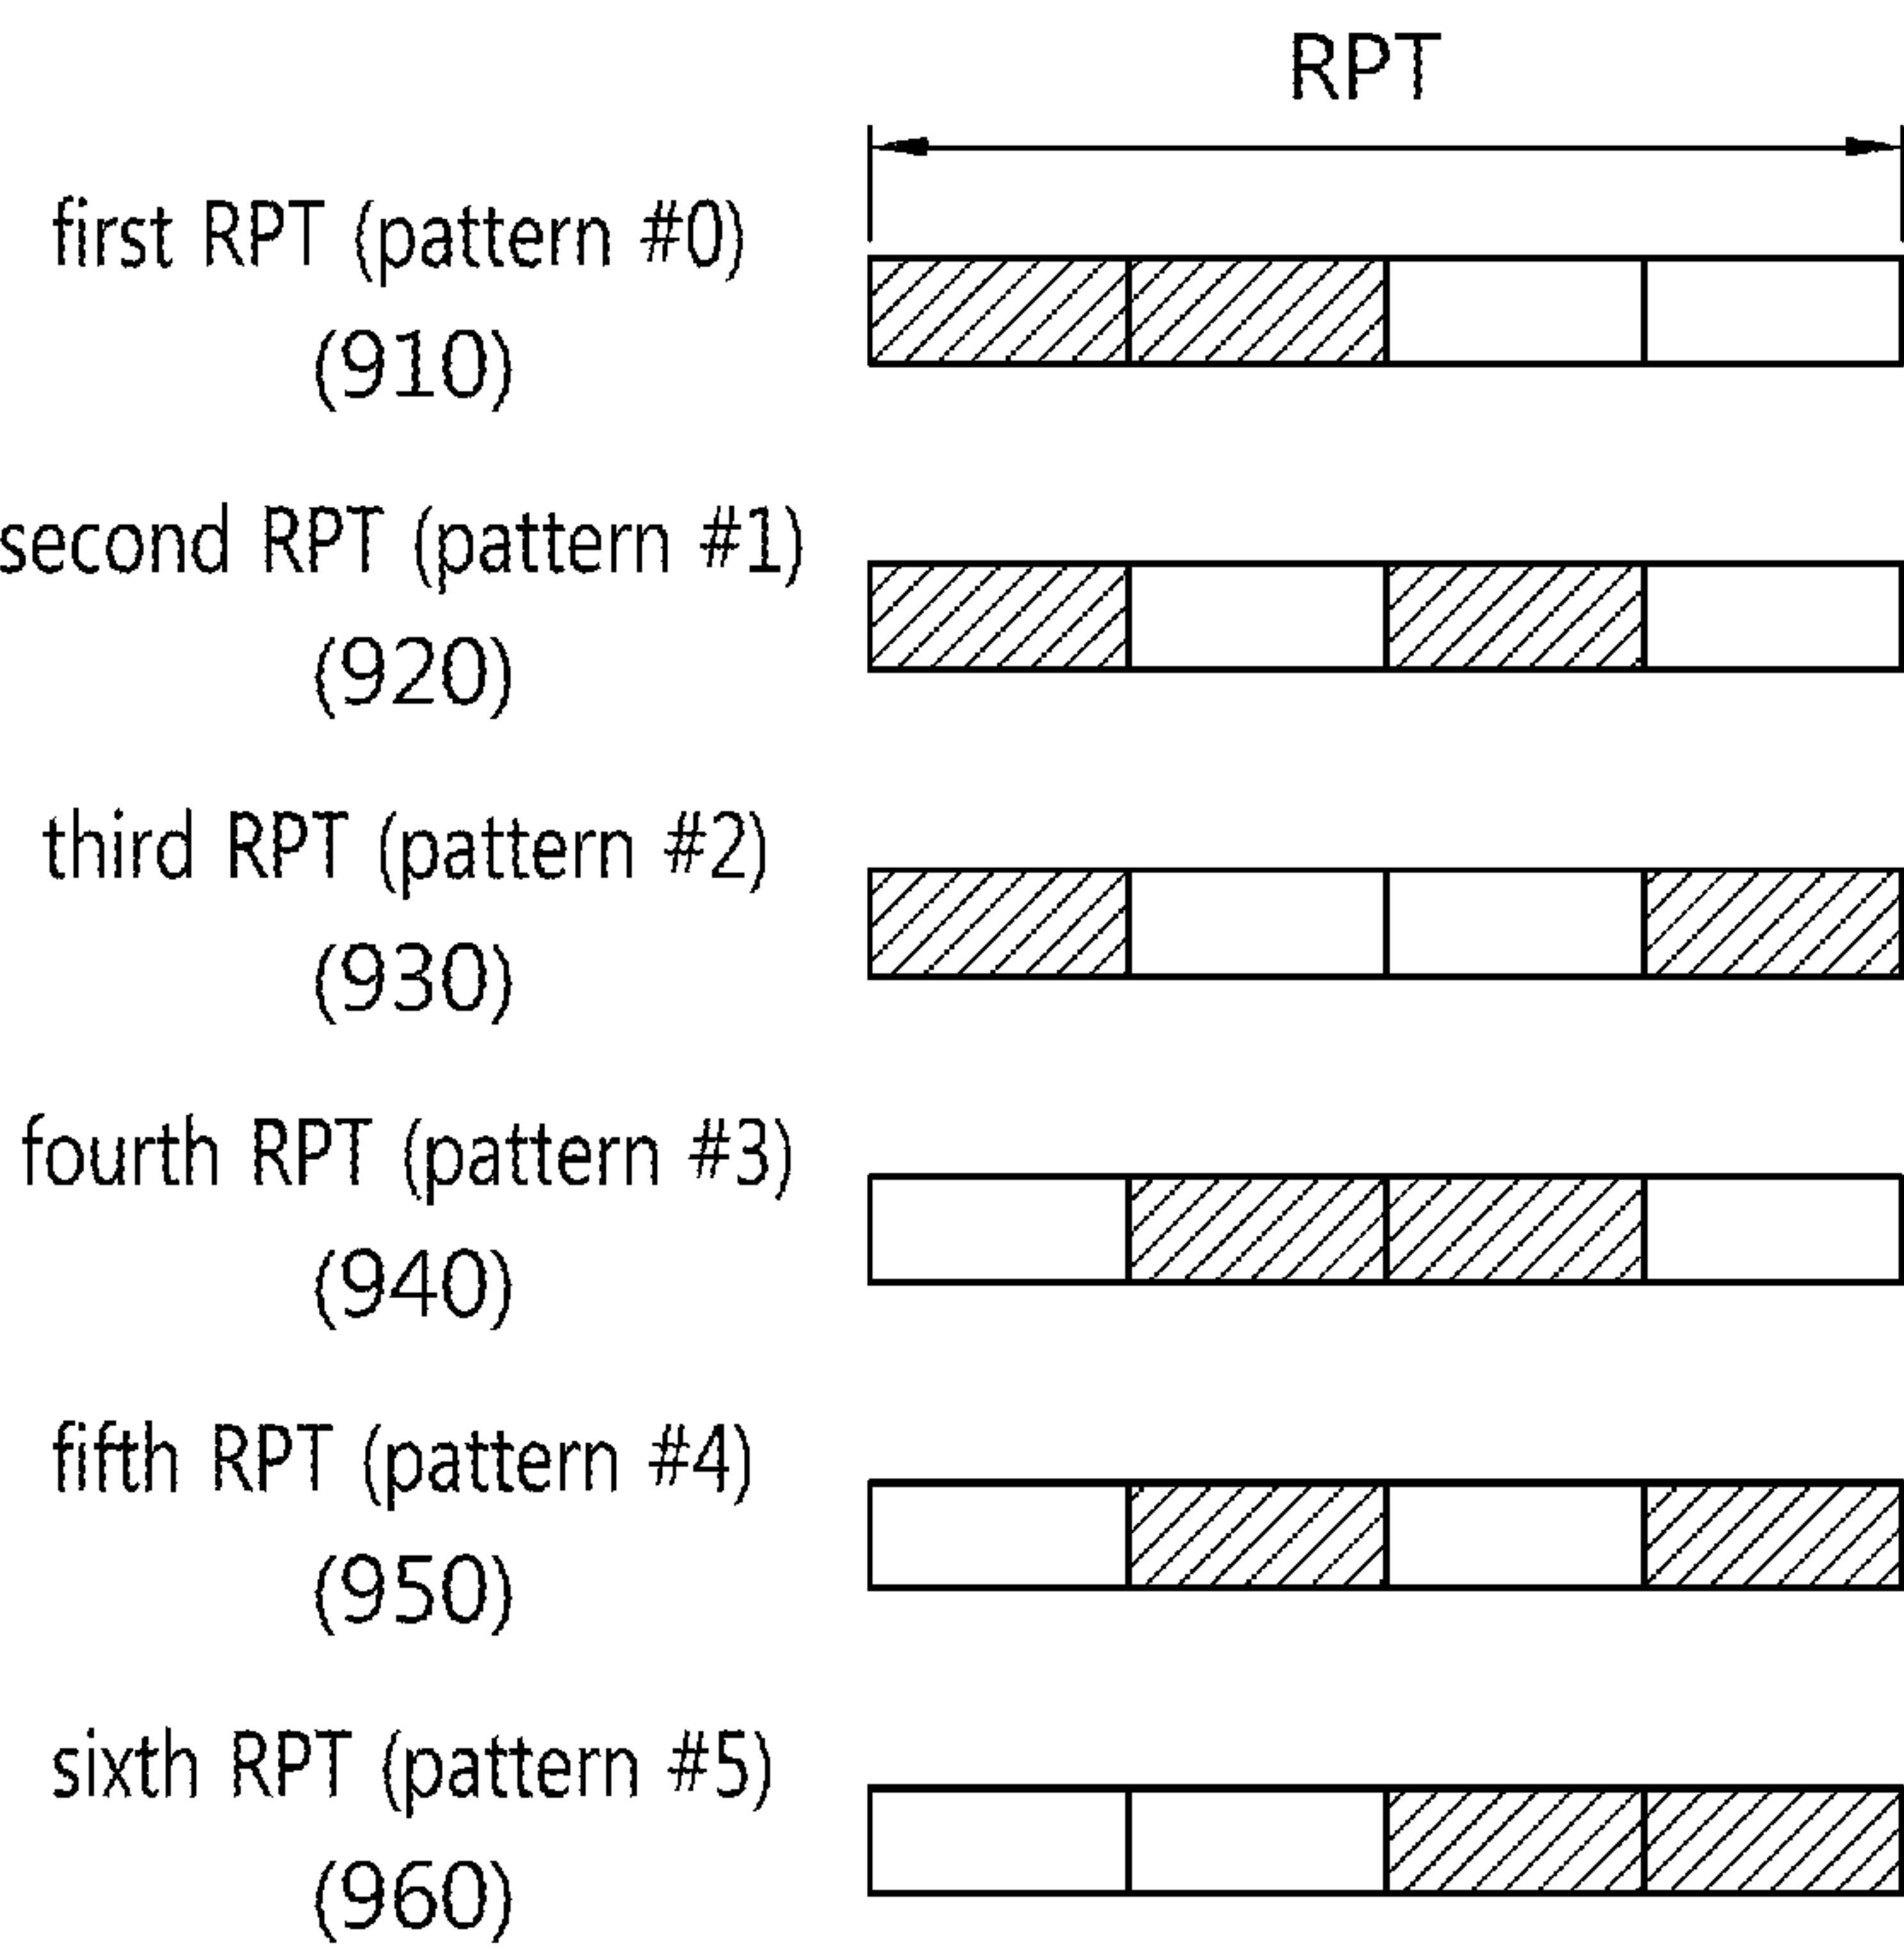 RPT
first RPT (pattern #0)
(910)
second RPT (pattern #1)
(920)
third RPT (pattern #2)
(930)
fourth RPT (pattern #3)
(940)
fifth RPT (pattern #4)
(950)
sixth RPT (pattern #5)
(960)